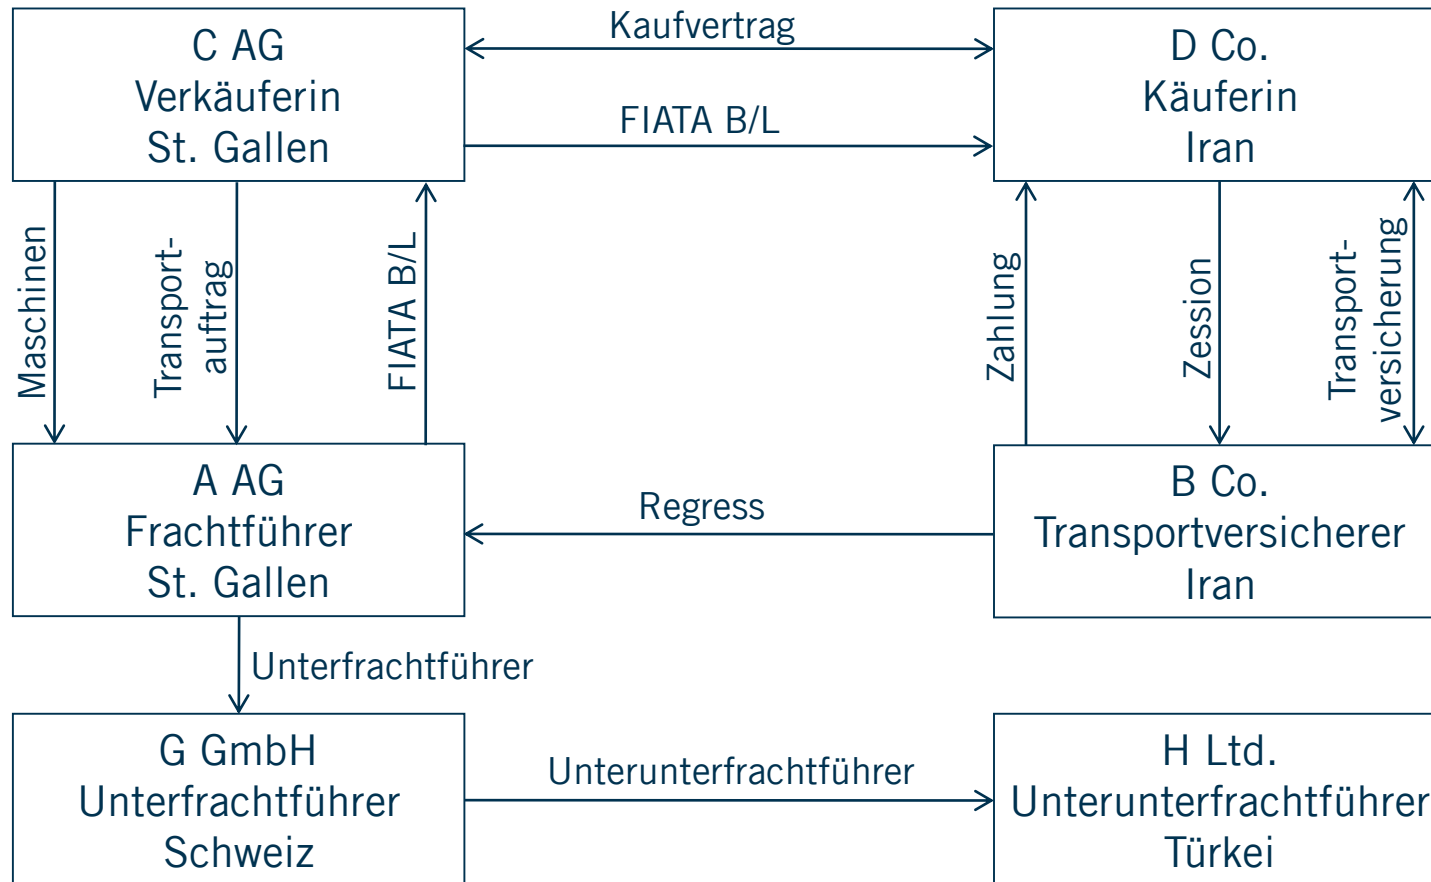 C AG
Verkäuferin
St. Gallen
Kaufvertrag
FIATA B/L
D Co.
Käuferin
Iran
Maschinen
Transport-
auftrag
FIATA B/L
Zahlung
Zession
Transport-
versicherung
A AG
Frachtführer
St. Gallen
Regress
B Co.
Transportversicherer
Iran
Unterfrachtführer
G GmbH
Unterfrachtführer
Schweiz
Unterunterfrachtführer
H Ltd.
Unterunterfrachtführer
Türkei